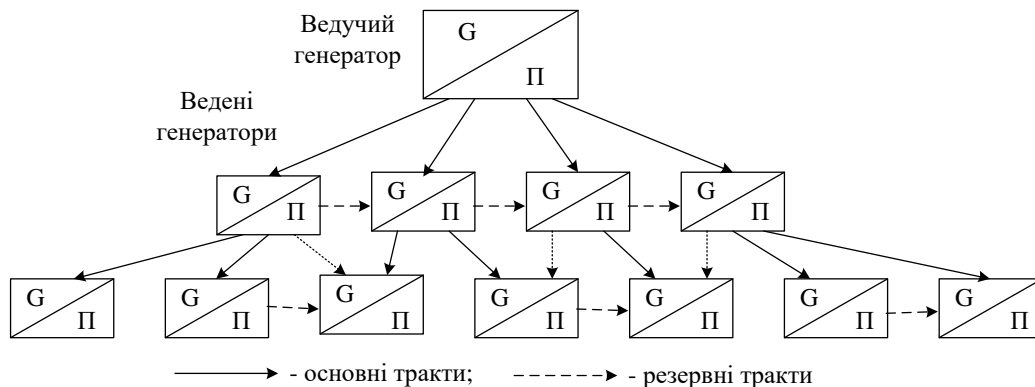 Ведучий
генератор
G
П
Ведені
генератори
G П G П G П G П
G П G П G П G П G П G П G П
- основні тракти; - резервні тракти